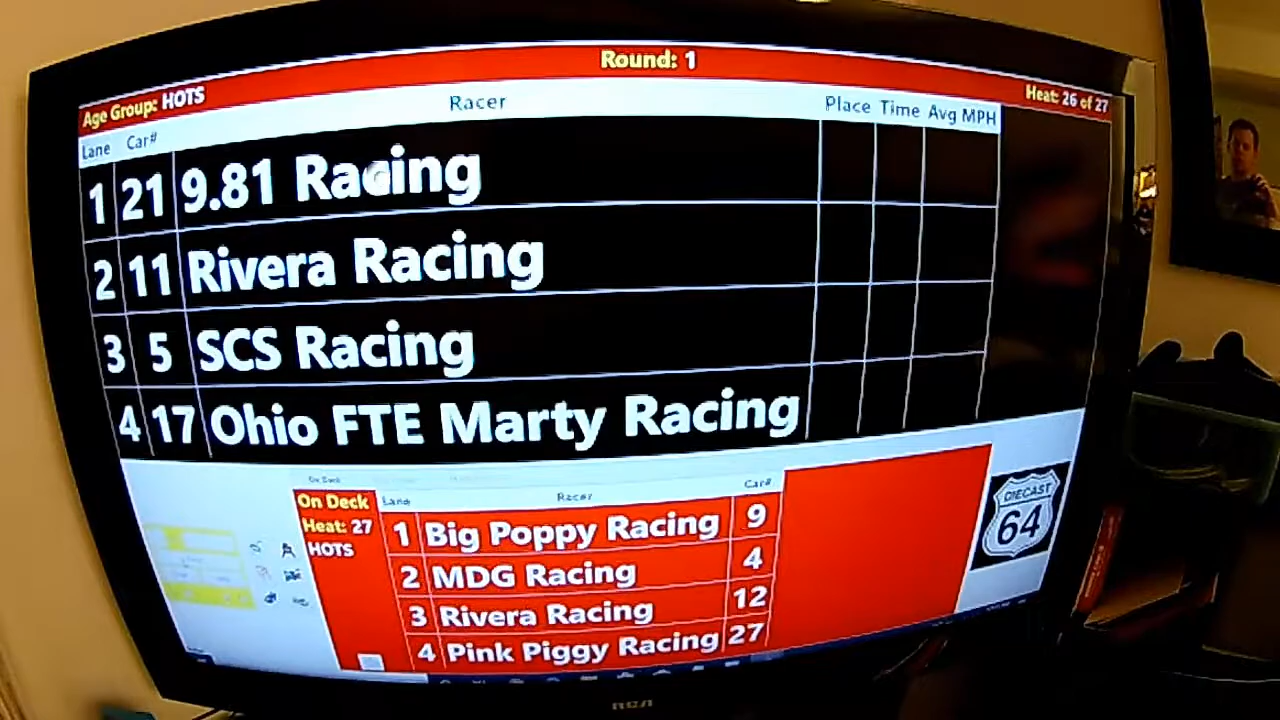 Round: 1
Age Group: HOTS
Heat: 26 of 27
Lane Car# Racer Place Time Avg MPH
1 21 9.81 Racing
2 11 Rivera Racing
3 5 SCS Racing
4 17 Ohio FTE Marty Racing
On Deck
Heat: 27
HOTS
Lane Racer Car#
1 Big Poppy Racing 9
2 MDG Racing 4
3 Rivera Racing 12
4 Pink Piggy Racing 27
DIECAST
64
RCA